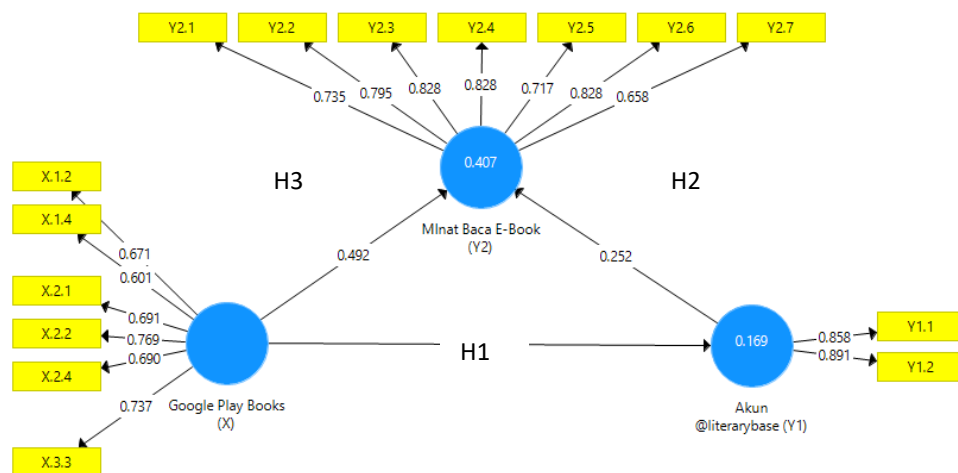 Y2.1 Y2.2 Y2.3 Y2.4 Y2.5 Y2.6 Y2.7
0.735 0.795 0.828 0.828 0.717 0.828 0.658
0.407
X.1.2
H3 H2
X.1.4
MInat Baca E-Book
(Y2)
0.671
0.492 0.252
0.601
X.2.1
0.691
X.2.2
0.769
X.2.4
0.690
H1
0.169
0.858 Y1.1
0.891 Y1.2
0.737
Google Play Books
(X)
Akun
@literarybase (Y1)
X.3.3